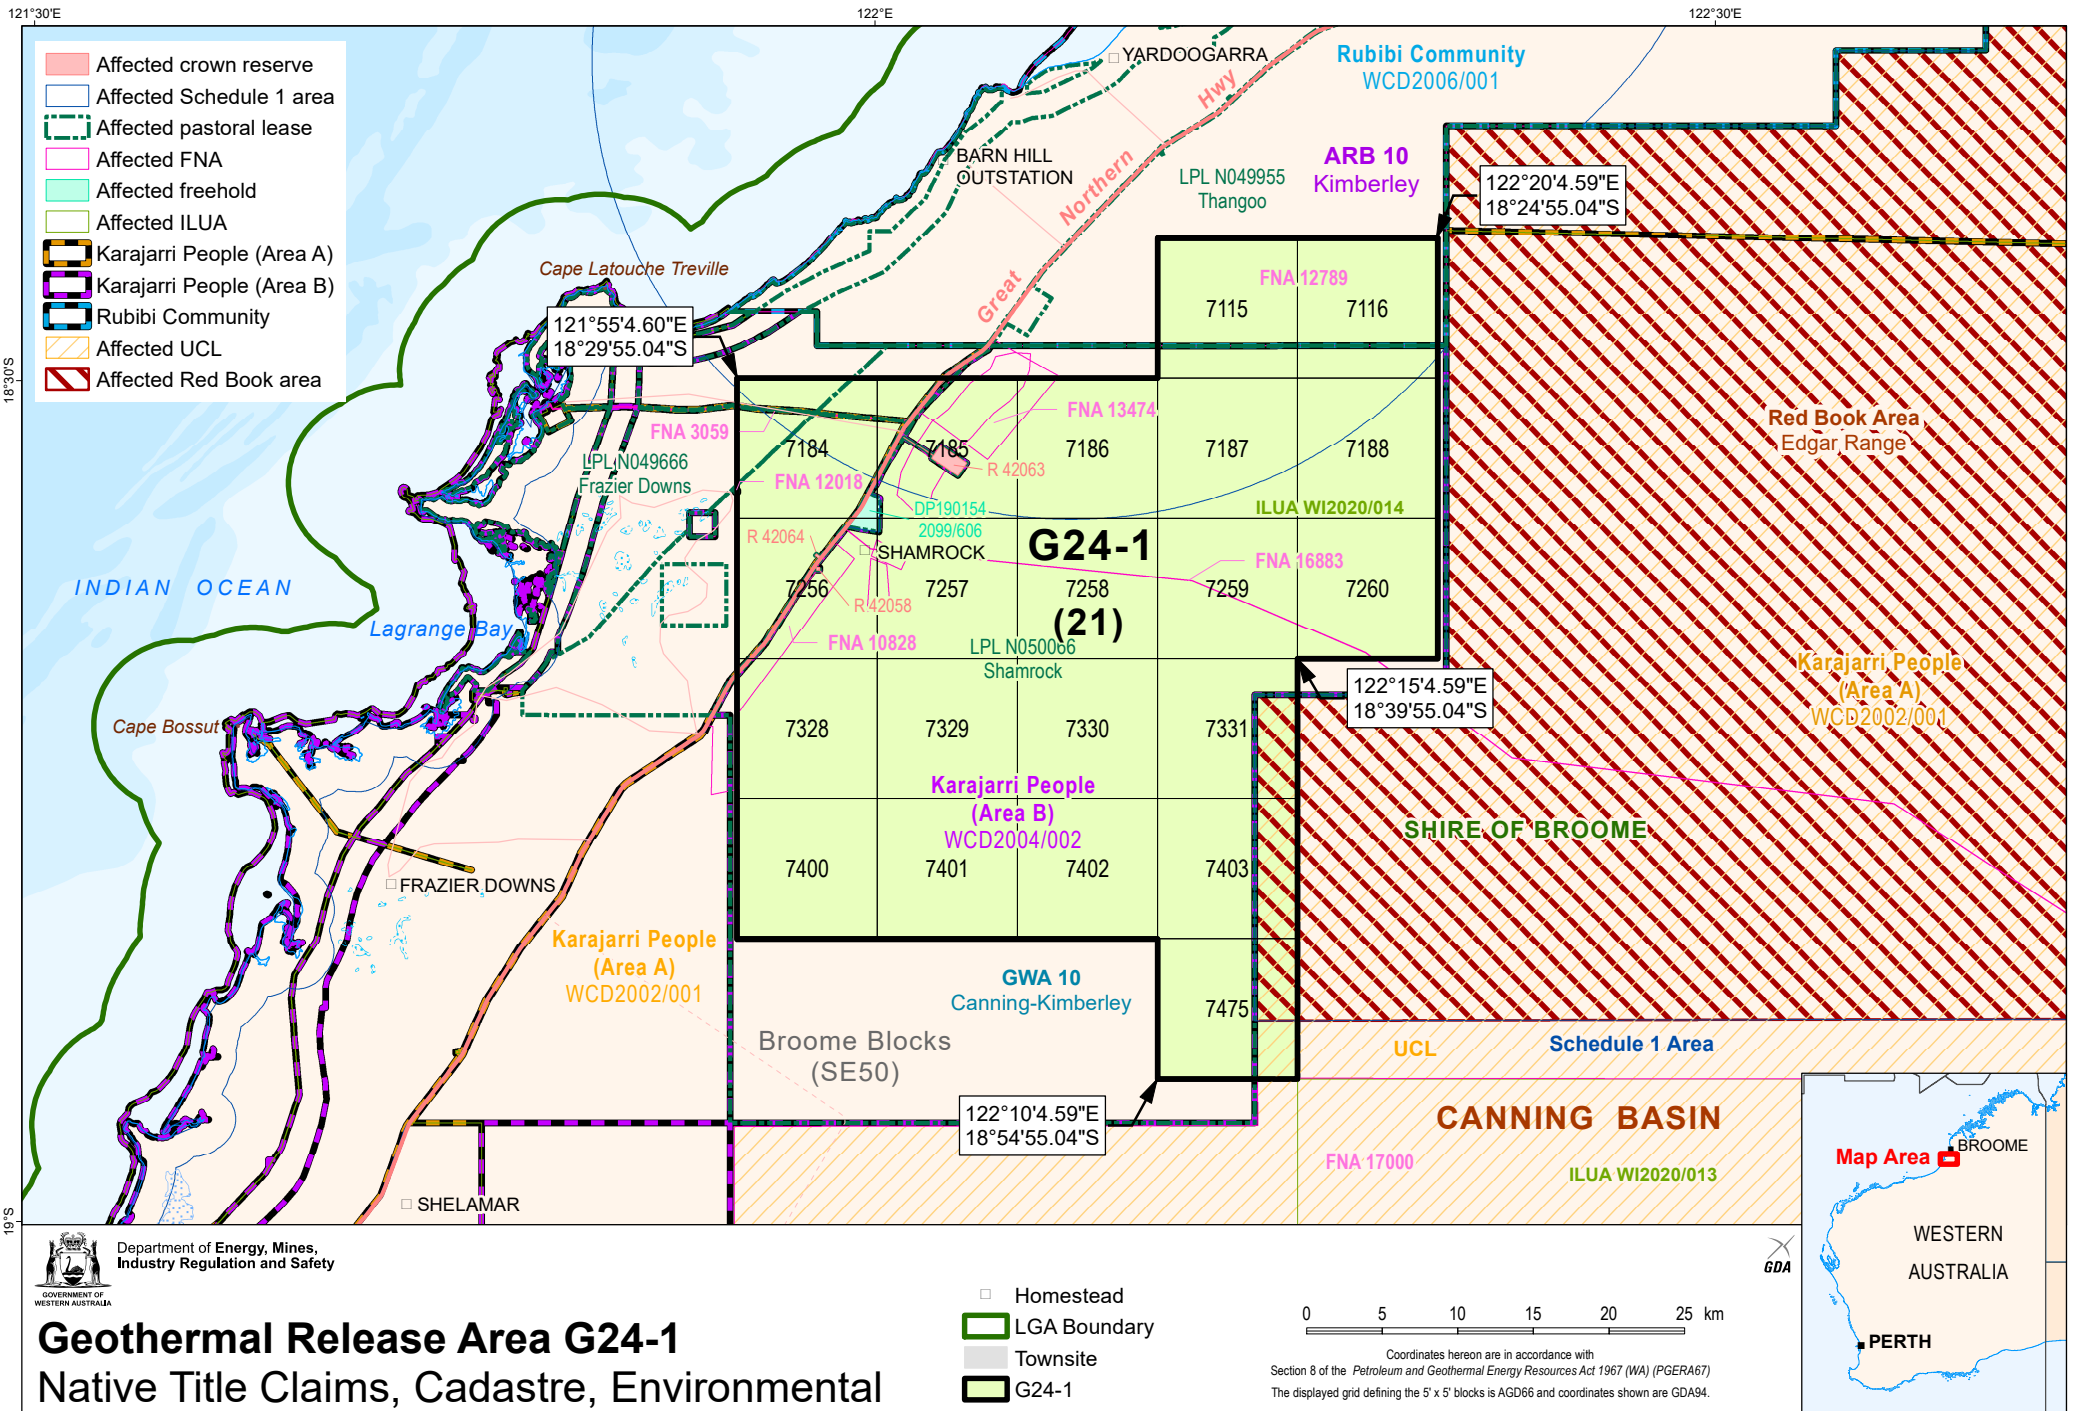 121°30'E
122°E
122°30'E
18°30'S
19°S
Affected crown reserve
Affected Schedule 1 area
Affected pastoral lease
Affected FNA
Affected freehold
Affected ILUA
Karajarri People (Area A)
Karajarri People (Area B)
Rubibi Community
Affected UCL
Affected Red Book area
YARDOOGARRA
Rubibi Community
WCD2006/001
BARN HILL
OUTSTATION
Great Northern Hwy
LPL N049955
Thangoo
ARB 10
Kimberley
122°20'4.59"E
18°24'55.04"S
Cape Latouche Treville
121°55'4.60"E
18°29'55.04"S
FNA 12789
7115
7116
FNA 3059
FNA 13474
7184
7185
7186
7187
7188
R 42063
LPL N049666
Frazier Downs
FNA 12018
DP190154
2099/606
ILUA WI2020/014
Red Book Area
Edgar Range
R 42064
SHAMROCK
G24-1
(21)
FNA 16883
7256
7257
7258
7259
7260
R 42058
FNA 10828
LPL N050066
Shamrock
INDIAN OCEAN
Lagrange Bay
Cape Bossut
122°15'4.59"E
18°39'55.04"S
Karajarri People
(Area A)
WCD2002/001
7328
7329
7330
7331
Karajarri People
(Area B)
WCD2004/002
SHIRE OF BROOME
7400
7401
7402
7403
FRAZIER DOWNS
Karajarri People
(Area A)
WCD2002/001
GWA 10
Canning-Kimberley
7475
Broome Blocks
(SE50)
UCL
Schedule 1 Area
122°10'4.59"E
18°54'55.04"S
CANNING BASIN
FNA 17000
ILUA WI2020/013
SHELAMAR
Map Area
BROOME
WESTERN
AUSTRALIA
PERTH
GOVERNMENT OF
WESTERN AUSTRALIA
Department of Energy, Mines,
Industry Regulation and Safety
Geothermal Release Area G24-1
Native Title Claims, Cadastre, Environmental
Homestead
LGA Boundary
Townsite
G24-1
GDA
0 5 10 15 20 25 km
Coordinates hereon are in accordance with
Section 8 of the Petroleum and Geothermal Energy Resources Act 1967 (WA) (PGERA67)
The displayed grid defining the 5' x 5' blocks is AGD66 and coordinates shown are GDA94.